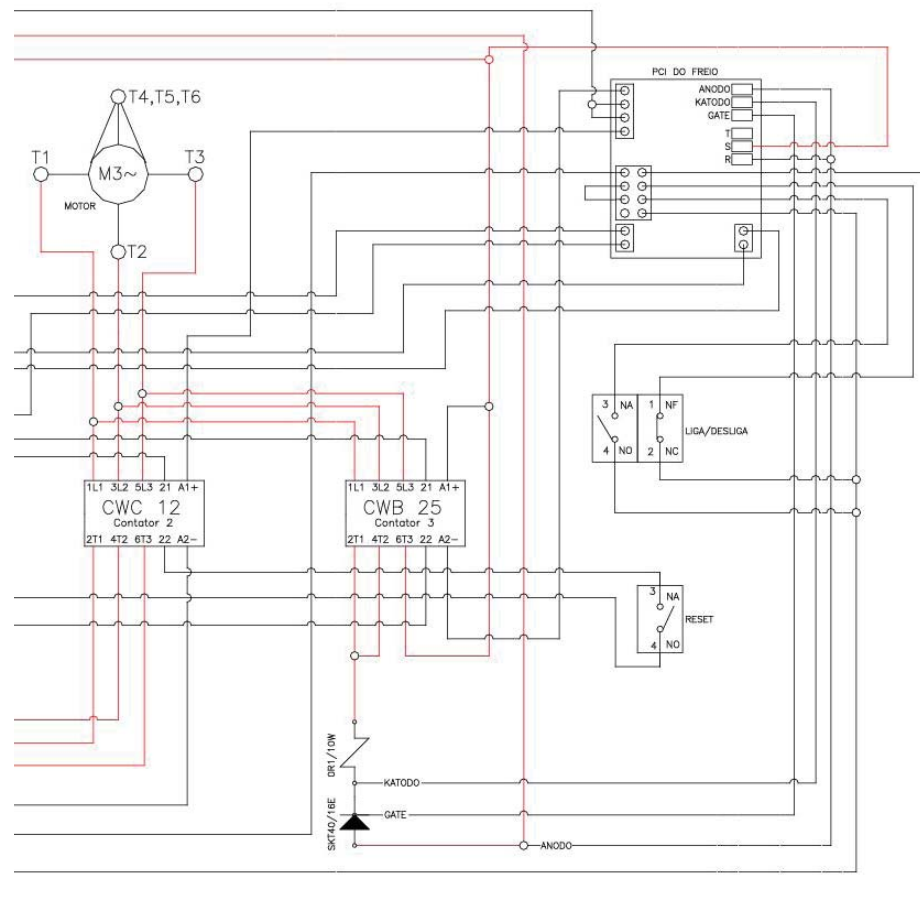 PCI DO FREIO
ANODO
KATODO
GATE
T
S
R
T4,T5,T6
T1
T3
M3~
MOTOR
T2
3 NA
1 NF
LIGA/DESLIGA
4 NO
2 NC
1L1 3L2 5L3 21 A1+
CWC 12
Contator 2
2T1 4T2 6T3 22 A2-
1L1 3L2 5L3 21 A1+
CWB 25
Contator 3
2T1 4T2 6T3 22 A2-
3 NA
RESET
4 NO
0R1/10W
KATODO
SKT40/16E
GATE
ANODO